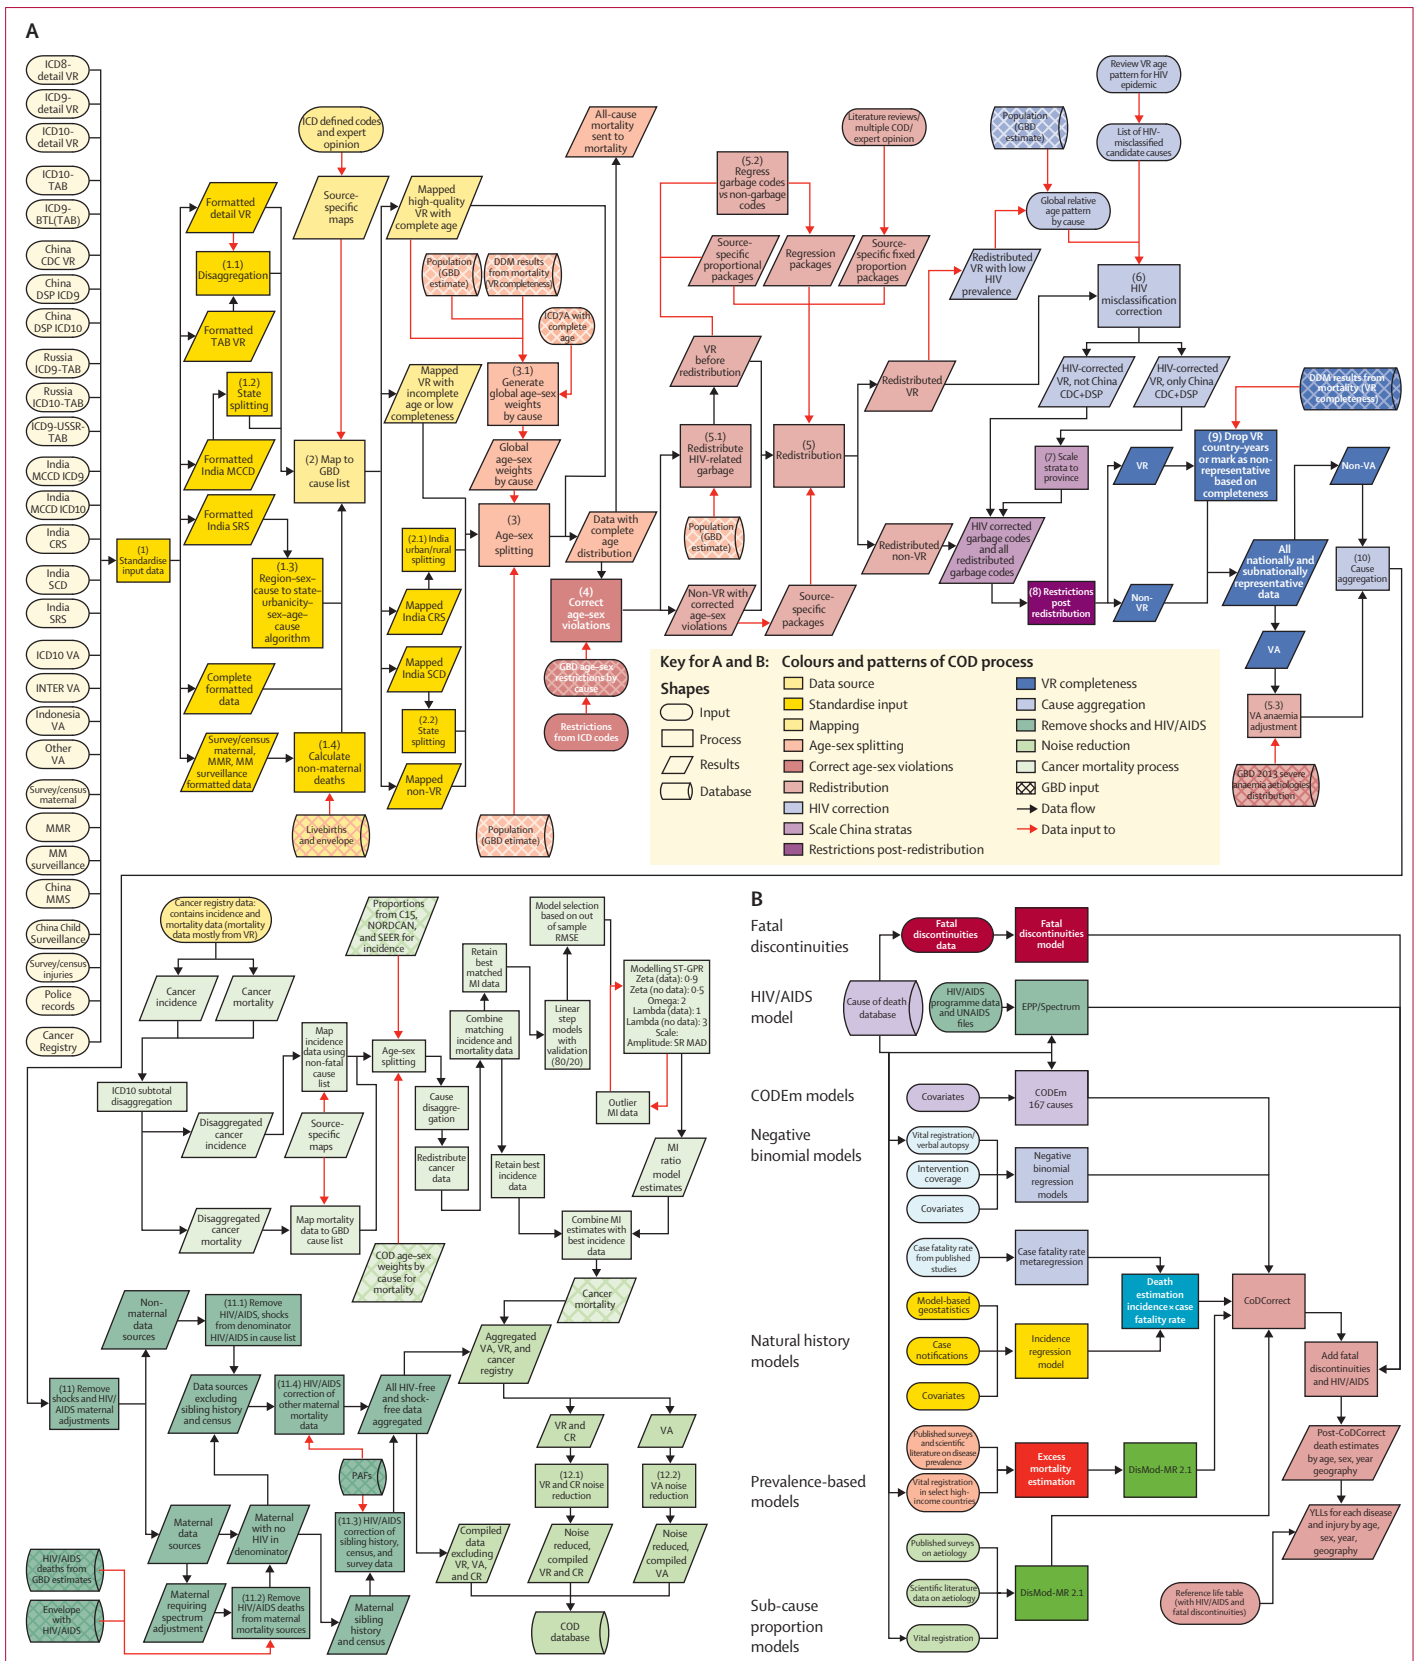 A
ICD8-
detail VR
ICD9-
detail VR
ICD10-
detail VR
ICD10-
TAB
ICD9-
BTL(TAB)
China
CDC VR
China
DSP ICD9
China
DSP ICD10
Russia
ICD9-TAB
Russia
ICD10-TAB
ICD9-USSR-
TAB
India
MCCD ICD9
India
MCCD ICD10
India
CRS
India
SCD
India
SRS
ICD10 VA
INTER VA
Indonesia
VA
Other
VA
Survey/census
maternal
MMR
MM
surveillance
China
MMS
China Child
Surveillance
Survey/census
injuries
Police
records
Cancer
Registry
(1)
Standardise
input data
Formatted
detail VR
(1.1)
Disaggregation
Formatted
TAB VR
(1.2)
State
splitting
Formatted
India MCCD
Formatted
India SRS
(1.3)
Region–sex–
cause to state–
urbanicity–
sex–age–
cause
algorithm
Complete
formatted
data
Survey/census
maternal,
MMR, MM
surveillance
formatted data
(1.4)
Calculate
non-maternal
deaths
Livebirths
and envelope
ICD defined codes
and expert
opinion
Source-
specific
maps
(2) Map to
GBD
cause list
Mapped
high-quality
VR with
complete age
Mapped
VR with
incomplete
age or low
completeness
(2.1) India
urban/rural
splitting
Mapped
India CRS
Mapped
India SCD
(2.2)
State
splitting
Mapped
non-VR
Population
(GBD
estimate)
DDM results
from mortality
(VR completeness)
ICD7A with
complete
age
(3.1)
Generate
global age–sex
weights
by cause
Global
age–sex
weights
by cause
(3)
Age–sex
splitting
Population
(GBD etimate)
All-cause
mortality
sent to
mortality
Data with
complete
age
distribution
(4)
Correct
age–sex
violations
GBD age–sex
restrictions by
cause
Restrictions
from ICD codes
(5.2)
Regress
garbage codes
vs non-garbage
codes
Literature reviews/
multiple COD/
expert opinion
Source-
specific
proportional
packages
Regression
packages
Source-
specific fixed
proportion
packages
VR
before
redistribution
(5.1)
Redistribute
HIV-related
garbage
Population
(GBD
estimate)
Non-VR with
corrected
age–sex
violations
(5)
Redistribution
Source-
specific
packages
Redistributed
VR
Redistributed
non-VR
Review VR age
pattern for HIV
epidemic
Population
(GBD
estimate)
List of HIV-
misclassified
candidate causes
Global relative
age pattern
by cause
Redistributed
VR with low
HIV
prevalence
(6)
HIV
misclassification
correction
HIV-corrected
VR, not China
CDC+DSP
HIV-corrected
VR, only China
CDC+DSP
(7) Scale
strata to
province
HIV corrected
garbage codes
and all
redistributed
garbage codes
(8) Restrictions
post
redistribution
VR
Non-
VR
DDM results from
mortality (VR
completeness)
(9) Drop VR
country–years
or mark as non-
representative
based on
completeness
All
nationally and
subnationally
representative
data
Non-VA
VA
(10)
Cause
aggregation
(5.3)
VA anaemia
adjustment
GBD 2013 severe
anaemia aetiologies
distribution
Key for A and B:
Shapes
Input
Process
Results
Database
Colours and patterns of COD process
Data source
Standardise input
Mapping
Age-sex splitting
Correct age-sex violations
Redistribution
HIV correction
Scale China stratas
Restrictions post-redistribution
VR completeness
Cause aggregation
Remove shocks and HIV/AIDS
Noise reduction
Cancer mortality process
GBD input
Data flow
Data input to
Cancer registry data:
contains incidence and
mortality data (mortality
data mostly from VR)
Cancer
incidence
Cancer
mortality
ICD10 subtotal
disaggregation
Disaggregated
cancer
incidence
Disaggregated
cancer
mortality
Map
incidence
data using
non-fatal
cause
list
Source-
specific
maps
Map mortality
data to GBD
cause list
Proportions
from C15,
NORDCAN,
and SEER for
incidence
Age–sex
splitting
COD age–sex
weights by
cause for
mortality
Cause
disaggre-
gation
Redistribute
cancer
data
Retain
best
matched
MI data
Combine
matching
incidence and
mortality data
Retain best
incidence
data
Model selection
based on out
of sample
RMSE
Linear
step
models
with
validation
(80/20)
Modelling ST-GPR
Zeta (data): 0·9
Zeta (no data): 0·5
Omega: 2
Lambda (data): 1
Lambda (no data): 3
Scale:
Amplitude: SR MAD
Outlier
MI data
MI
ratio
model
estimates
Combine MI
estimates with
best incidence
data
Cancer
mortality
Non-
maternal
data
sources
(11.1) Remove
HIV/AIDS, shocks
from denominator
HIV/AIDS in cause list
(11) Remove
shocks and HIV/
AIDS maternal
adjustments
Data sources
excluding
sibling history
and census
(11.4) HIV/AIDS
correction of
other maternal
mortality
data
All HIV-free
and shock-
free data
aggregated
Aggregated
VA, VR, and
cancer
registry
PAFs
Maternal
data
sources
Maternal
with no
HIV in
denominator
(11.3) HIV/AIDS
correction of
sibling history,
census, and
survey data
HIV/AIDS
deaths from
GBD estimates
Envelope
with
HIV/AIDS
Maternal
requiring
spectrum
adjustment
(11.2) Remove
HIV/AIDS deaths
from maternal
mortality sources
Maternal
sibling
history
and census
VR and
CR
VA
(12.1)
VR and CR noise
reduction
(12.2)
VA noise
reduction
Compiled
data
excluding
VR, VA,
and CR
Noise
reduced,
compiled
VR and CR
Noise
reduced,
compiled
VA
COD
database
B
Fatal
discontinuities
Fatal
discontinuities
data
Fatal
discontinuities
model
HIV/AIDS
model
Cause of death
database
HIV/AIDS
programme data
and UNAIDS
files
EPP/Spectrum
CODEm models
Covariates
CODEm
167 causes
Negative
binomial models
Vital registration/
verbal autopsy
Intervention
coverage
Covariates
Negative
binomial
regression
models
Case fatality rate
from published
studies
Case fatality rate
metaregression
Natural history
models
Model-based
geostatistics
Case
notifications
Covariates
Incidence
regression
model
Death
estimation
incidence×case
fatality rate
CoDCorrect
Add fatal
discontinuities
and HIV/AIDS
Prevalence-based
models
Published surveys
and scientific
literature on disease
prevalence
Vital registration
in select high-
income countries
Excess
mortality
estimation
DisMod-MR 2.1
Post-CoDCorrect
death estimates
by age, sex, year
geography
YLLs for each disease
and injury by age,
sex, year,
geography
Sub-cause
proportion
models
Published surveys
on aetiology
Scientific literature
data on aetiology
Vital registration
DisMod-MR 2.1
Reference life table
(with HIV/AIDS and
fatal discontinuities)